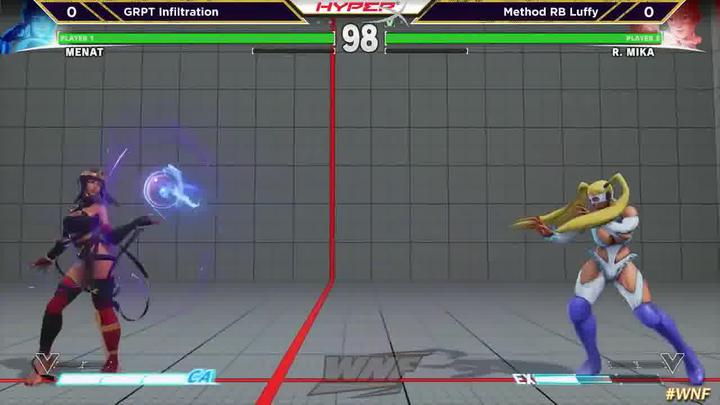 0 GRPT Infiltration HYPER Method RB Luffy 0
PLAYER 1 98 PLAYER 2
MENAT R. MIKA
WNF
CA EX
#WNF